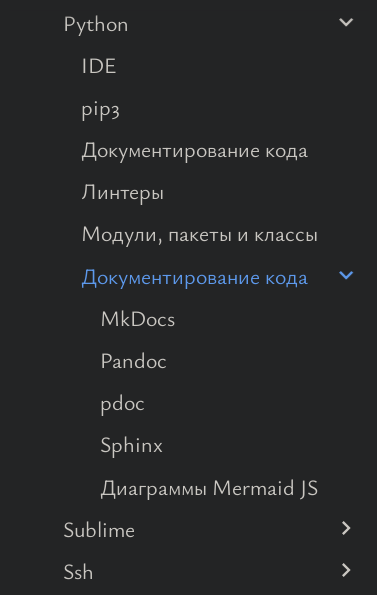 Python
IDE
pip3
Документирование кода
Линтеры
Модули, пакеты и классы
Документирование кода
MkDocs
Pandoc
pdoc
Sphinx
Диаграммы Mermaid JS
Sublime
Ssh